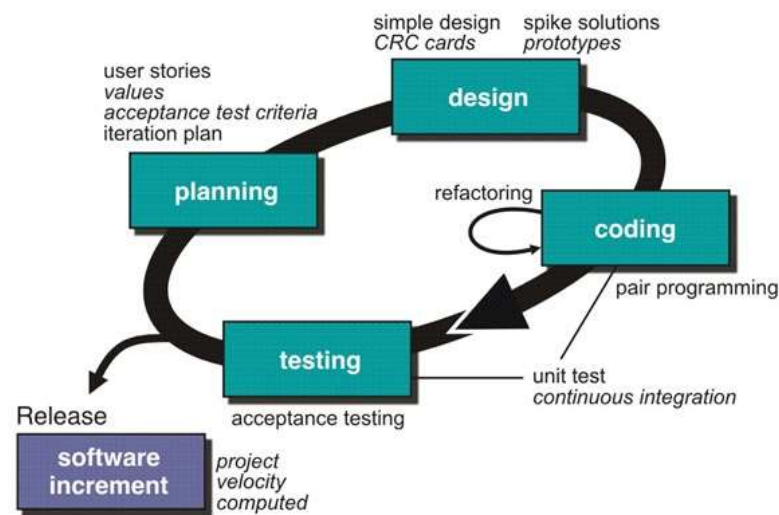 simple design
CRC cards
spike solutions
prototypes
user stories
values
acceptance test criteria
iteration plan
design
planning
refactoring
coding
pair programming
testing
unit test
continuous integration
acceptance testing
Release
software
increment
project
velocity
computed